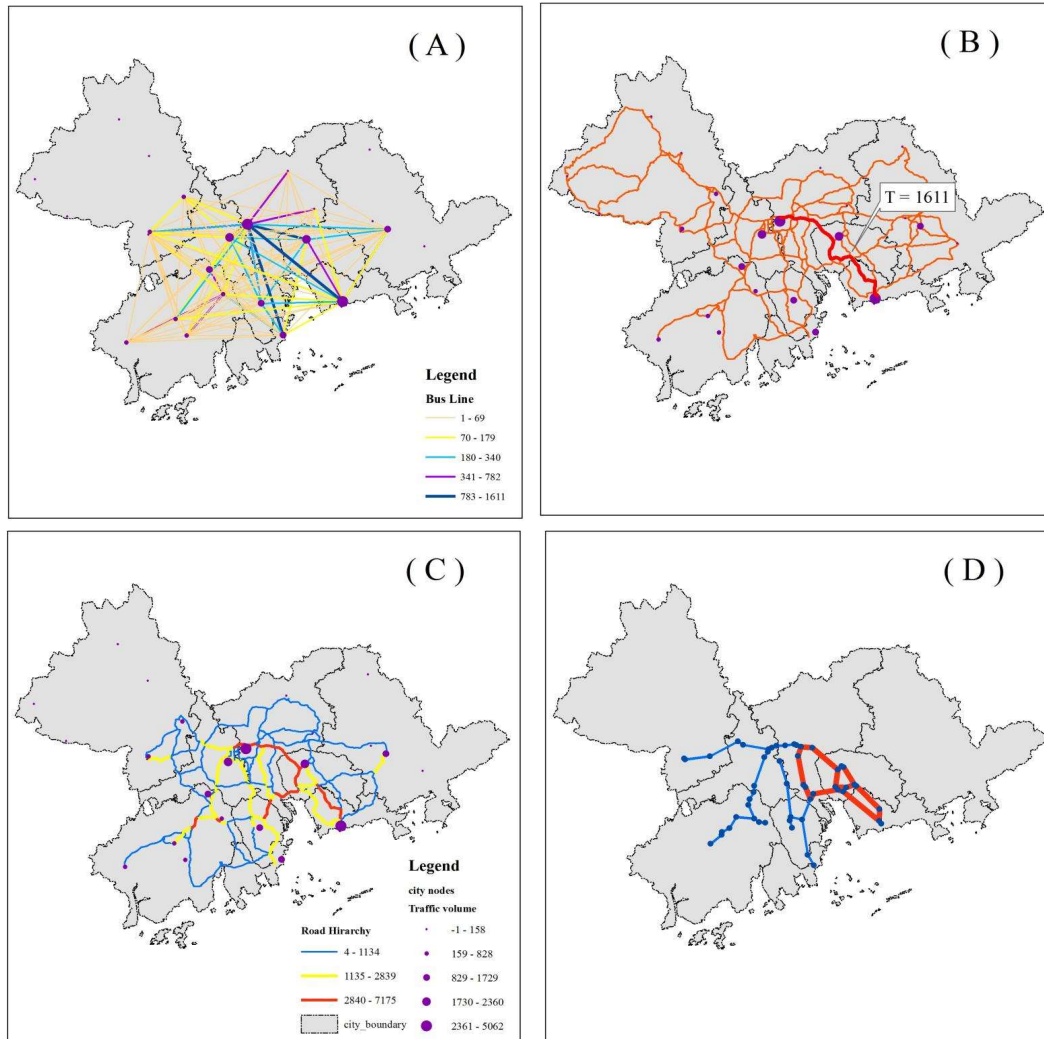 ( A )
Legend
Bus Line
1 - 69
70 - 179
180 - 340
341 - 782
783 - 1611
( B )
T = 1611
( C )
Legend
city nodes
Traffic volume
-1 - 158
159 - 828
829 - 1729
1730 - 2360
2361 - 5062
Road Hirarchy
4 - 1134
1135 - 2839
2840 - 7175
city_boundary
( D )